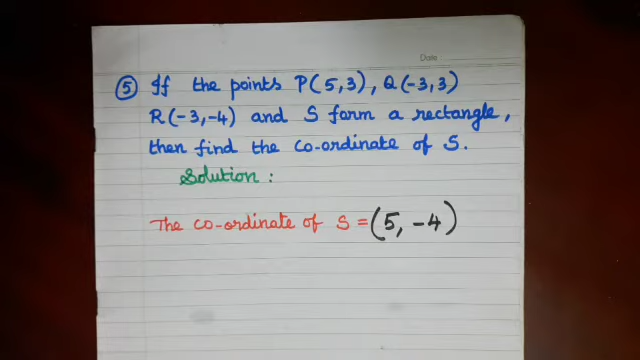 Date
⑤ If the points P(5,3), Q(-3,3)
R(-3,-4) and S form a rectangle,
then find the co-ordinate of S.
Solution :
The co-ordinate of S = (5, -4)